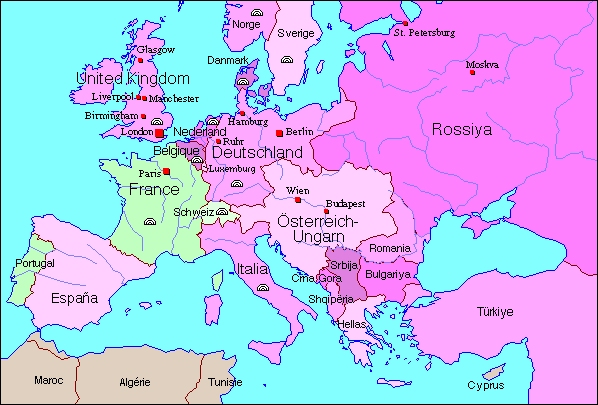 Norge
Sverige
St. Petersburg
Glasgow
Danmark
Moskva
United Kingdom
Liverpool
Manchester
Birmingham
Hamburg
London
Nederland
Berlin
Rossiya
Ruhr
Belgique
Deutschland
Paris
Luxemburg
France
Wien
Budapest
Schweiz
Österreich-
Ungarn
Romania
Portugal
Italia
Srbija
Crna Gora
Bulgariya
España
Shqipëria
Türkiye
Hellas
Maroc
Algérie
Tunisie
Cyprus